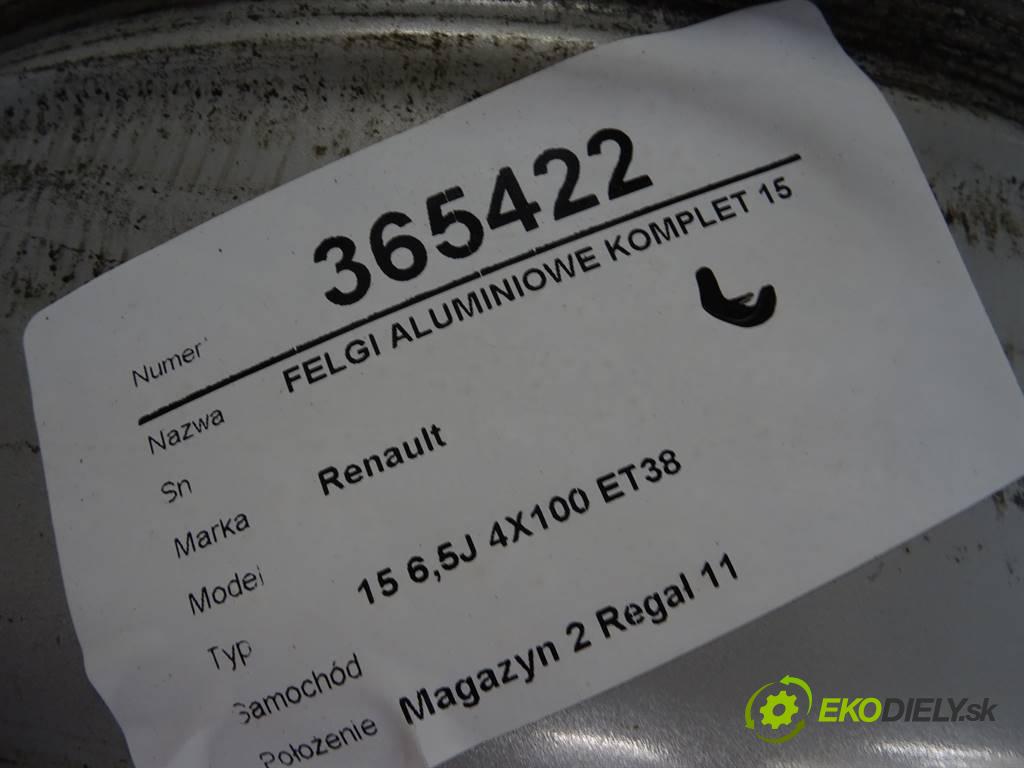 Numer 365422
Nazwa FELGI ALUMINIOWE KOMPLET 15
Sn
Marka Renault
Model
Typ 15 6,5J 4X100 ET38
Samochód
Położenie Magazyn 2 Regal 11
EKODIELY.sk